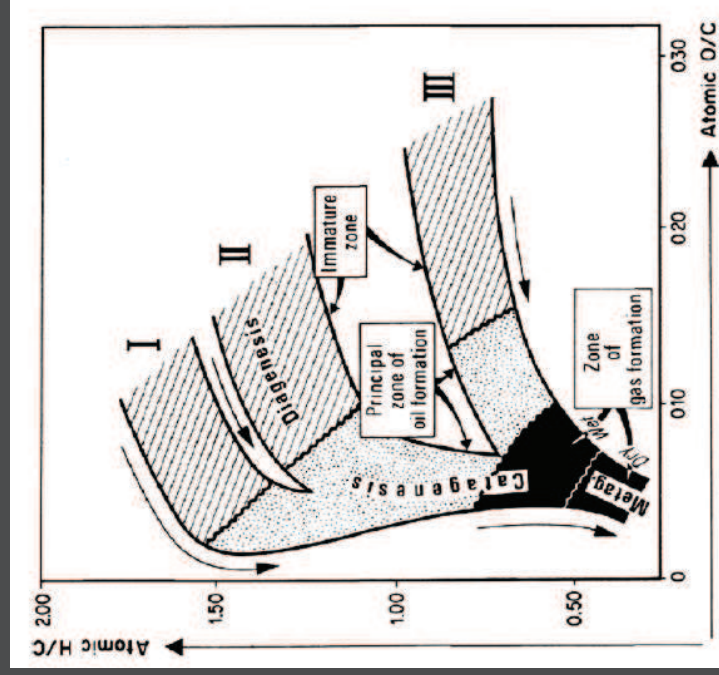 2.00
1.50
1.00
0.50
Atomic H/C
I
II
III
Diagenesis
Immature
zone
Principal
zone of
oil formation
Catagenesis
Metag.
Wet
Dry
Zone
of
gas formation
0
0.10
0.20
0.30
Atomic O/C